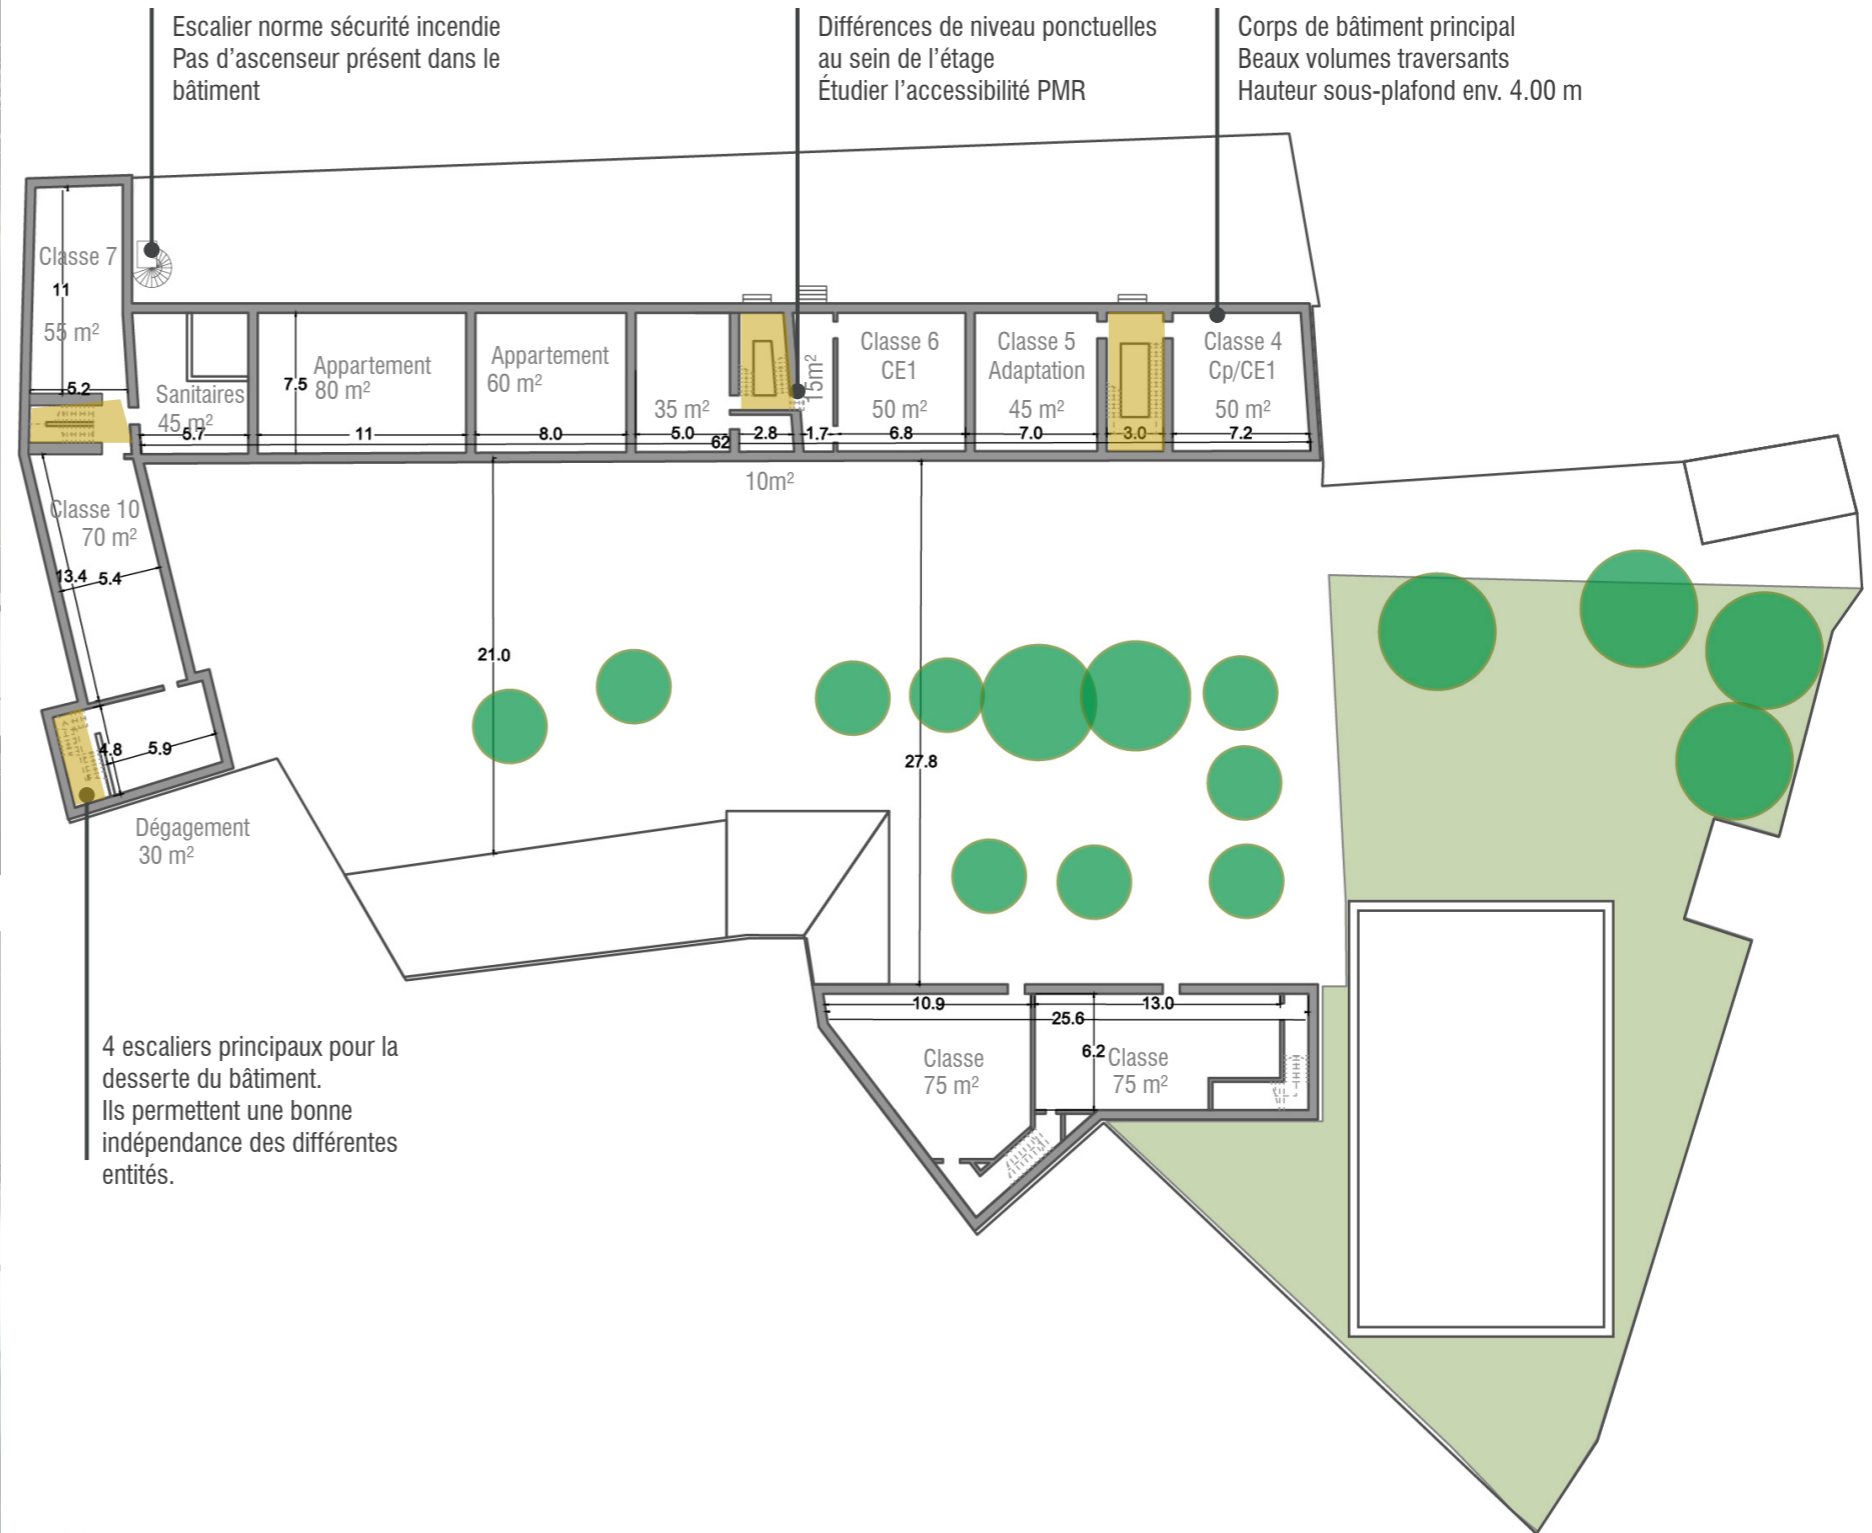 Escalier norme sécurité incendie
Pas d’ascenseur présent dans le
bâtiment
Différences de niveau ponctuelles
au sein de l’étage
Étudier l’accessibilité PMR
Corps de bâtiment principal
Beaux volumes traversants
Hauteur sous-plafond env. 4.00 m
Classe 7
11
55 m²
5.2
Sanitaires
45 m²
5.7
7.5
Appartement
80 m²
11
Appartement
60 m²
8.0
35 m²
5.0
62
2.8
15m²
1.7
10m²
Classe 6
CE1
50 m²
6.8
Classe 5
Adaptation
45 m²
7.0
3.0
Classe 4
Cp/CE1
50 m²
7.2
Classe 10
70 m²
13.4
5.4
21.0
27.8
4.8
5.9
Dégagement
30 m²
4 escaliers principaux pour la
desserte du bâtiment.
Ils permettent une bonne
indépendance des différentes
entités.
10.9
13.0
25.6
6.2
Classe
75 m²
Classe
75 m²